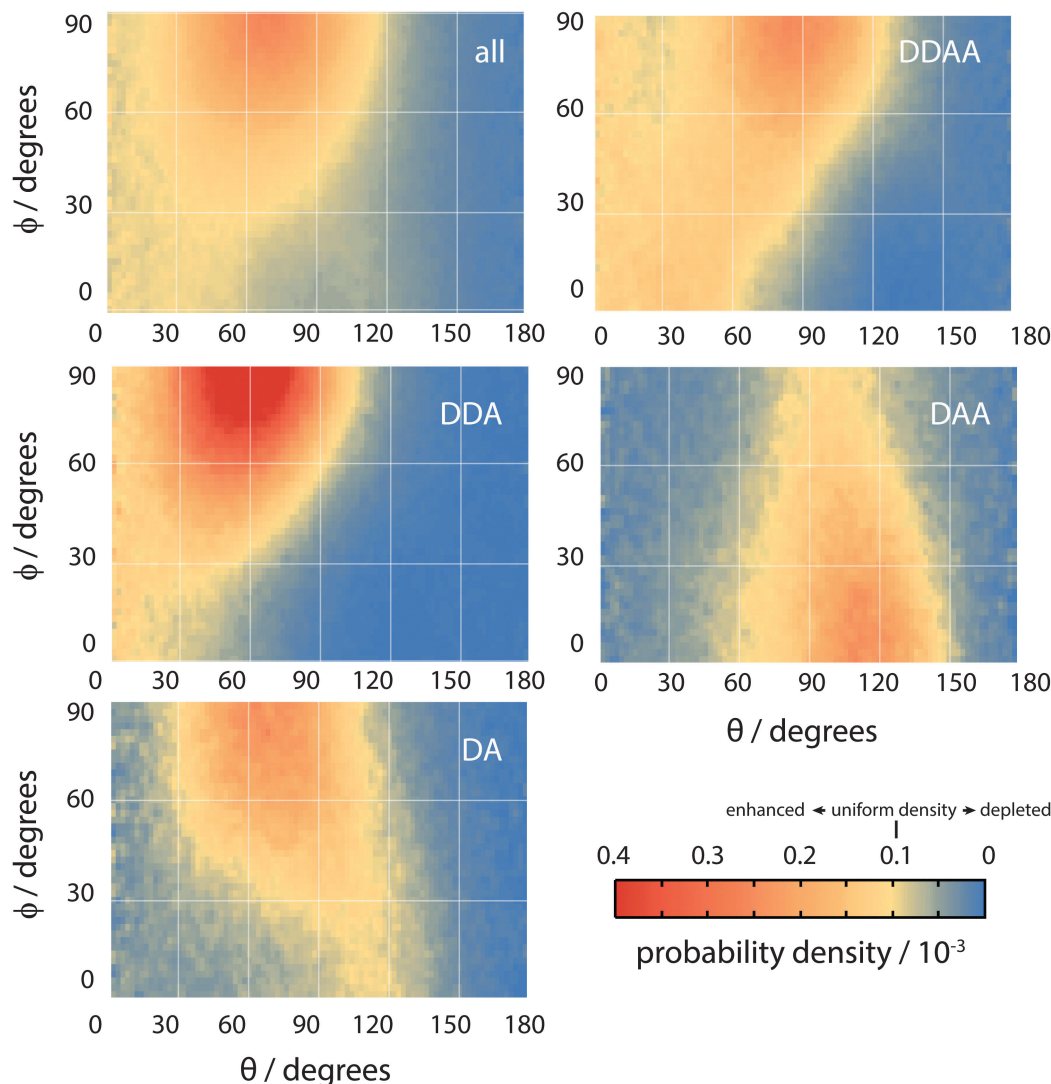 90
60
30
0
ϕ / degrees
all
0 30 60 90 120 150 180
90
60
30
0
DDAA
0 30 60 90 120 150 180
90
60
30
0
ϕ / degrees
DDA
0 30 60 90 120 150 180
90
60
30
0
DAA
0 30 60 90 120 150 180
θ / degrees
90
60
30
0
ϕ / degrees
DA
0 30 60 90 120 150 180
θ / degrees
enhanced ← uniform density → depleted
0.4 0.3 0.2 0.1 0
probability density / 10⁻³